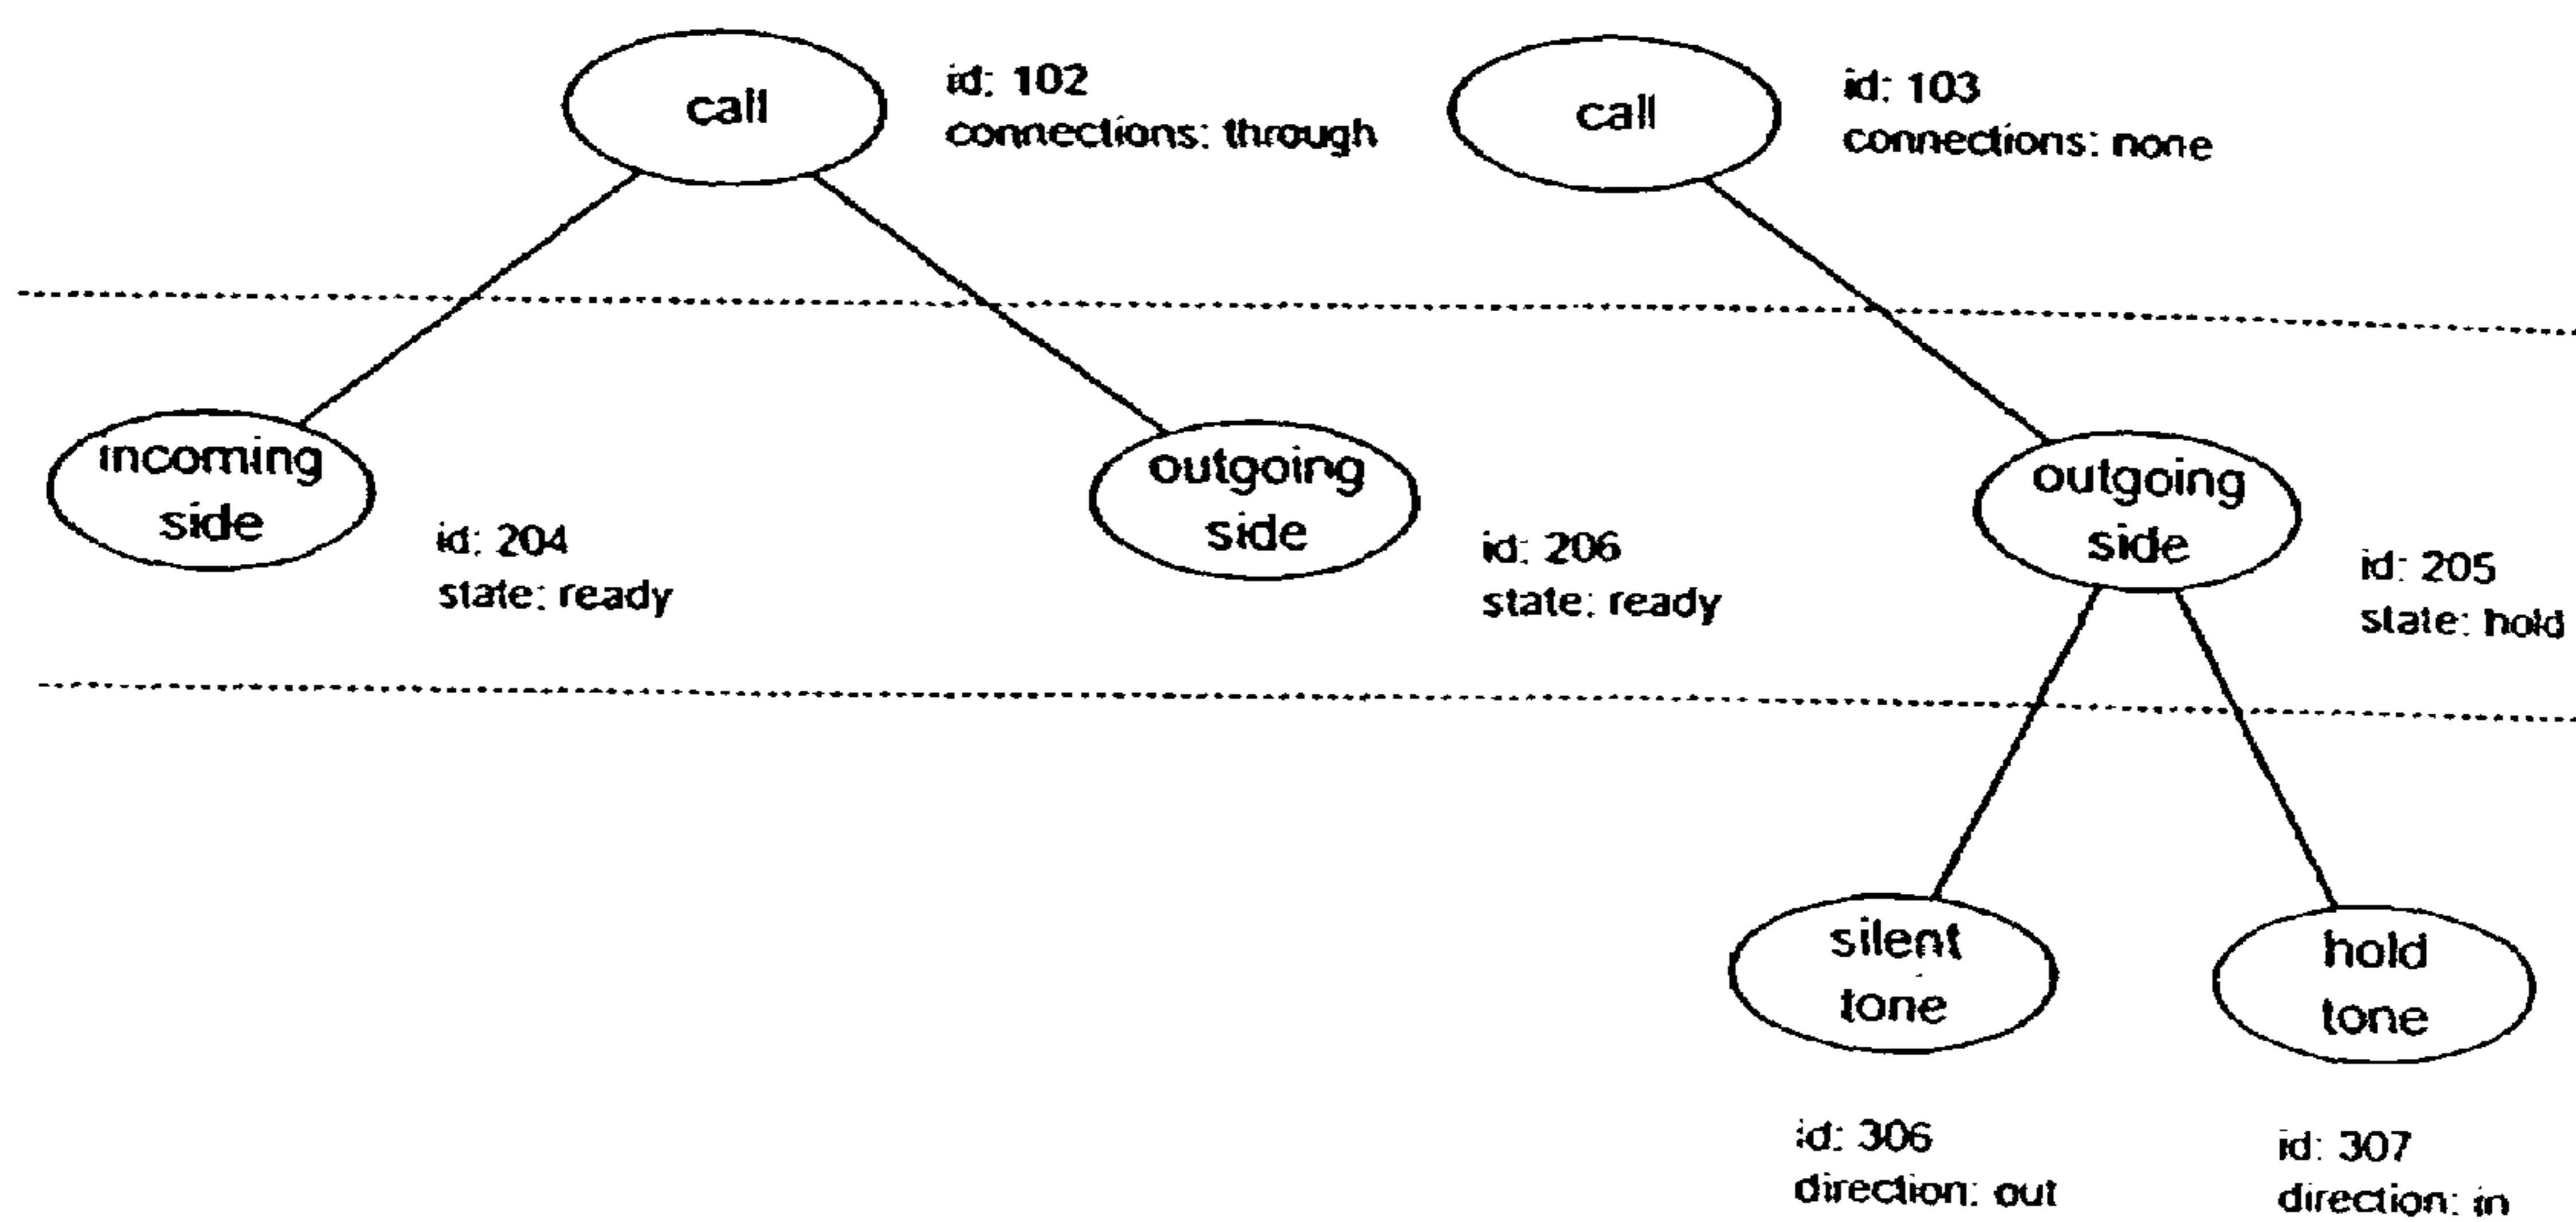 call
id: 102
connections: through
call
id: 103
connections: none
incoming
side
id: 204
state: ready
outgoing
side
id: 206
state: ready
outgoing
side
id: 205
state: hold
silent
tone
id: 306
direction: out
hold
tone
id: 307
direction: in